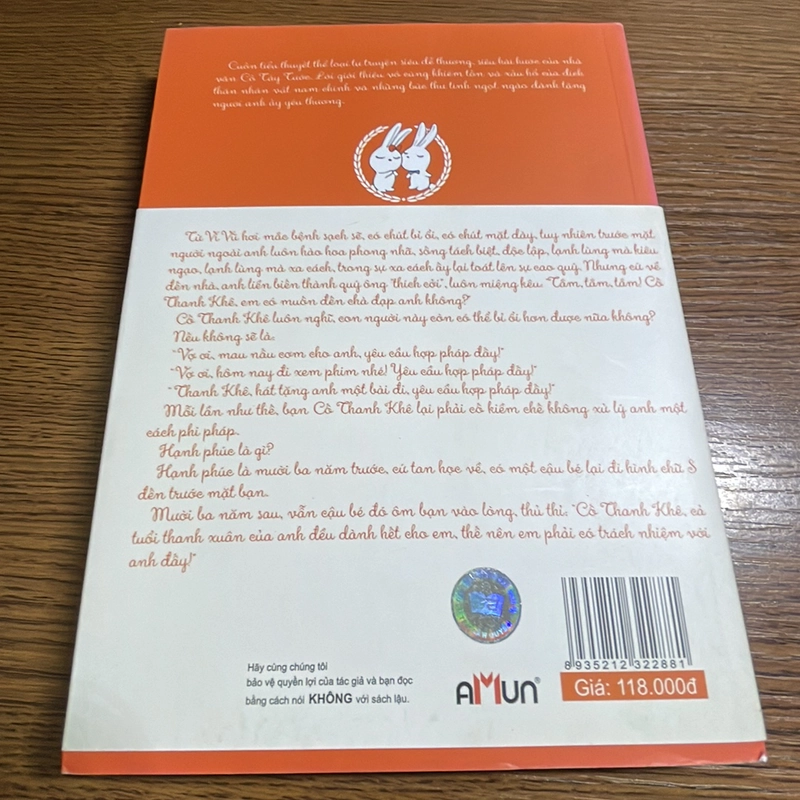 Cuốn tiểu thuyết thể loại tự truyện siêu dễ thương, siêu hài hước của nhà
văn Cố Tây Tước. Lời giới thiệu vô cùng khiêm tốn và xấu hổ của đích
thân nhân vật nam chính và những bức thư tình ngọt ngào dành tặng
người anh ấy yêu thương.
Từ Vi Vũ hơi mắc bệnh sạch sẽ, có chút bỉ ổi, có chút mặt dày, tuy nhiên trước mặt
người ngoài anh luôn hào hoa phong nhã, sống tách biệt, độc lập, lạnh lùng mà kiêu
ngạo, lạnh lùng mà xa cách, trong sự xa cách ấy lại toát lên sự cao quý. Nhưng cứ về
đến nhà, anh liền biến thành quý ông "thích cởi", luôn miệng kêu: "Tắm, tắm, tắm! Cố
Thanh Khê, em có muốn đến chà đạp anh không?"
Cố Thanh Khê luôn nghĩ, con người này còn có thể bỉ ổi hơn được nữa không?
Nếu không sẽ là:
"Vợ ơi, mau nấu cơm cho anh, yêu cầu hợp pháp đấy!"
"Vợ ơi, hôm nay đi xem phim nhé! Yêu cầu hợp pháp đấy!"
"Thanh Khê, hát tặng anh một bài đi, yêu cầu hợp pháp đấy!"
Mỗi lần như thế, bạn Cố Thanh Khê lại phải cố kiềm chế không xử lý anh một
cách phi pháp.
Hạnh phúc là gì?
Hạnh phúc là mười ba năm trước, cứ tan học về, có một cậu bé lại đi hình chữ S
đến trước mặt bạn.
Mười ba năm sau, vẫn cậu bé đó ôm bạn vào lòng, thủ thỉ: "Cố Thanh Khê, cả
tuổi thanh xuân của anh đều dành hết cho em, thế nên em phải có trách nhiệm với
anh đấy!"
Hãy cùng chúng tôi
bảo vệ quyền lợi của tác giả và bạn đọc
bằng cách nói KHÔNG với sách lậu.
AMUN®
8935212322881
Giá: 118.000đ